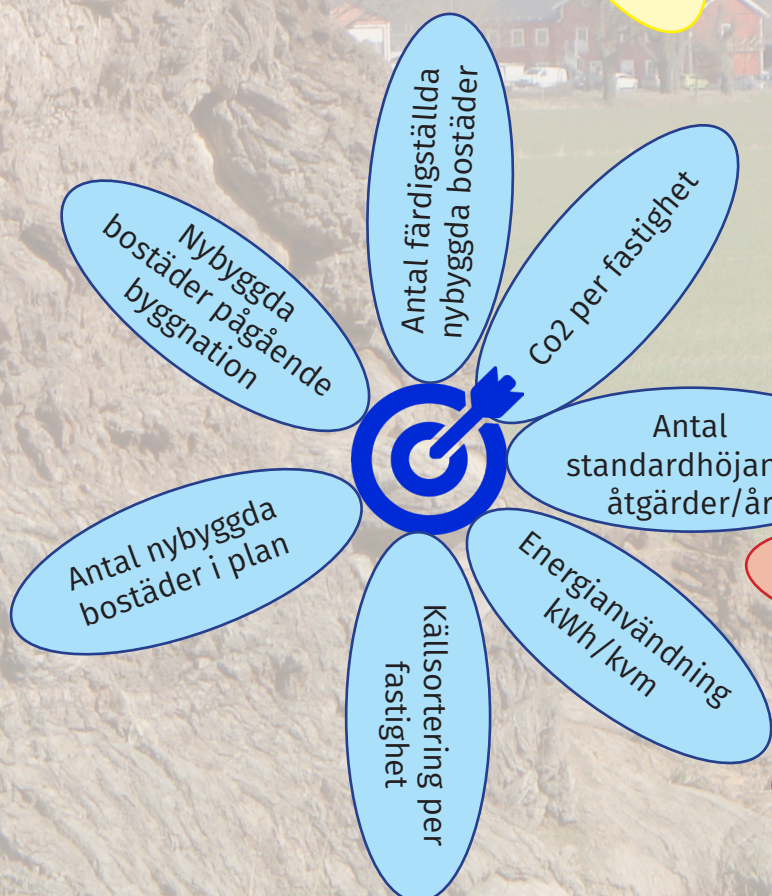 Antal färdigställda
nybyggda bostäder
Co2 per fastighet
Antal
åtgärder/år
Energianvändning
kWh/kvm
Källsortering per
fastighet
Antal nybyggda
bostäder i plan
Nybyggda
bostäder pågående
byggnation